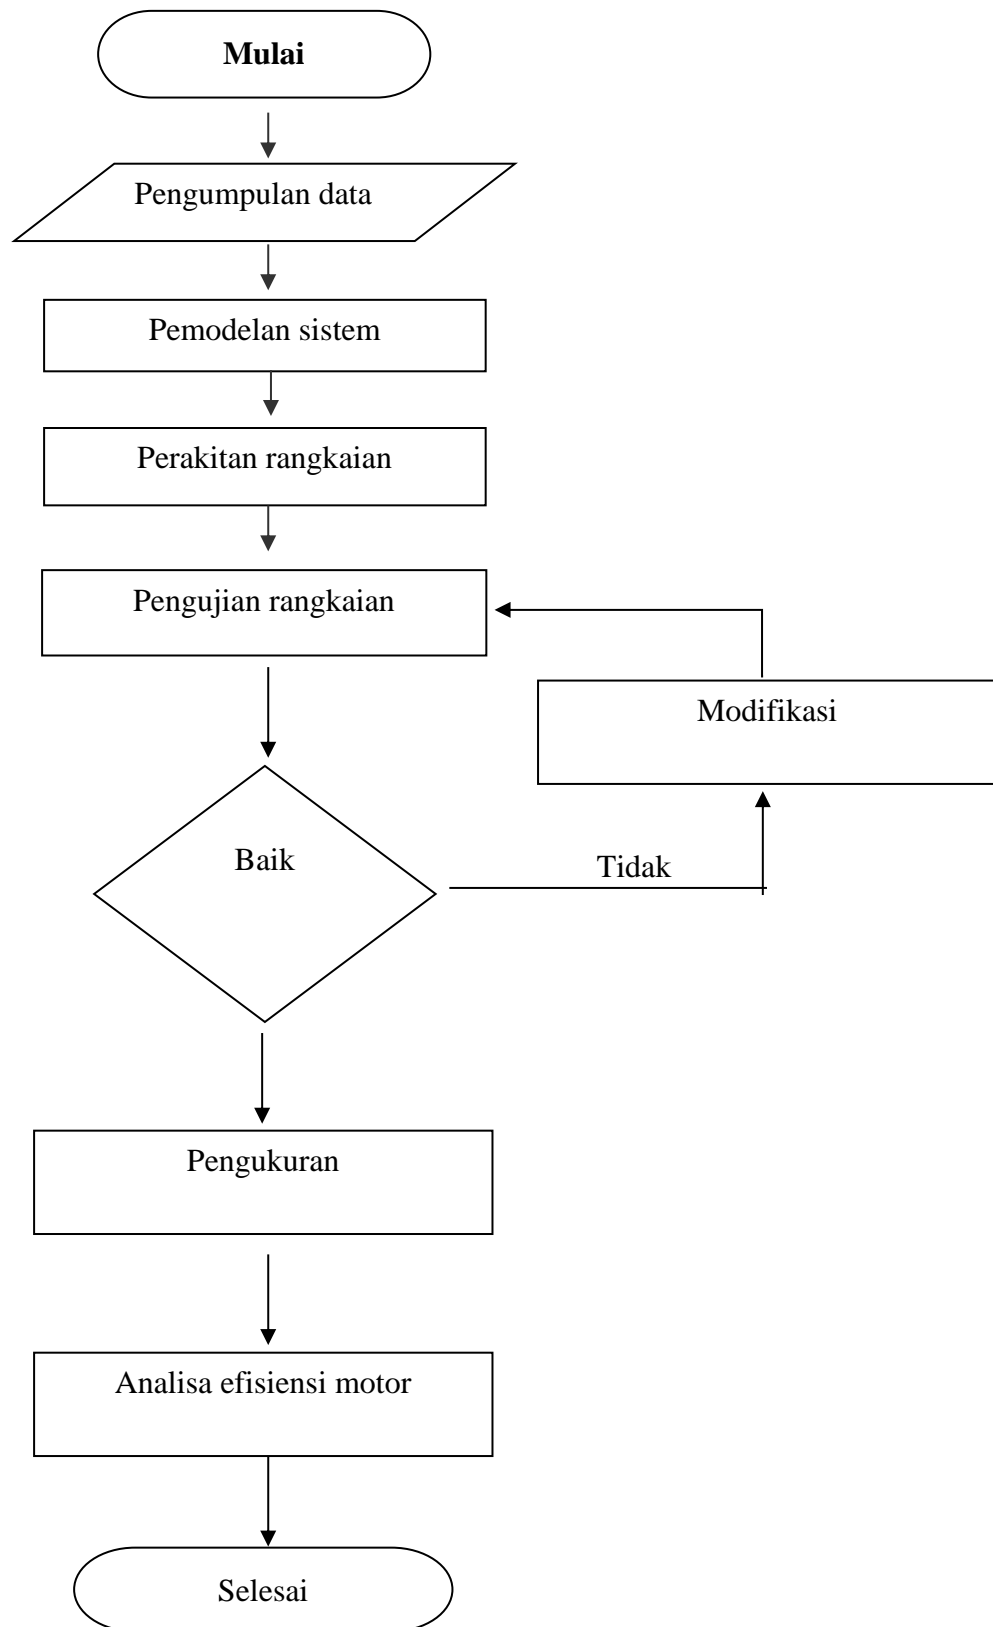 Mulai
Pengumpulan data
Pemodelan sistem
Perakitan rangkaian
Pengujian rangkaian
Modifikasi
Baik
Tidak
Pengukuran
Analisa efisiensi motor
Selesai